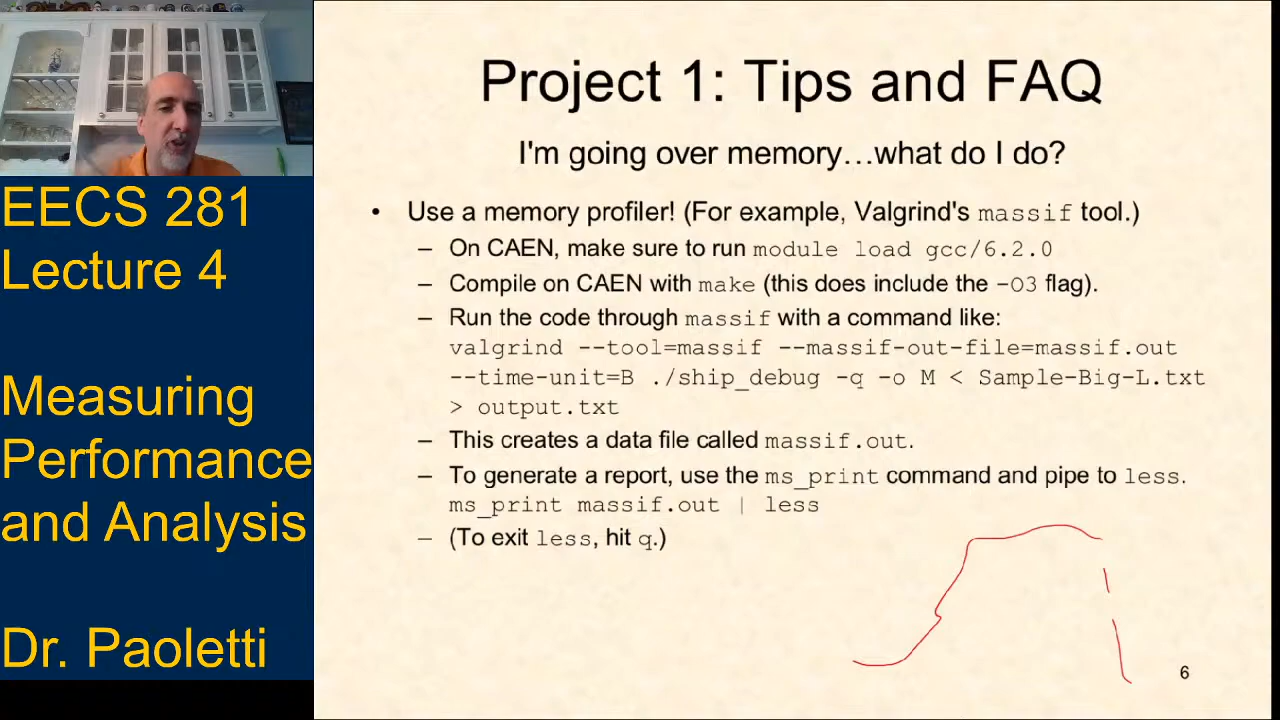 EECS 281
Lecture 4
Measuring
Performance
and Analysis
Dr. Paoletti
Project 1: Tips and FAQ
I'm going over memory…what do I do?
• Use a memory profiler! (For example, Valgrind's massif tool.)
– On CAEN, make sure to run module load gcc/6.2.0
– Compile on CAEN with make (this does include the -O3 flag).
– Run the code through massif with a command like:
valgrind --tool=massif --massif-out-file=massif.out
--time-unit=B ./ship_debug -q -o M < Sample-Big-L.txt
> output.txt
– This creates a data file called massif.out.
– To generate a report, use the ms_print command and pipe to less.
ms_print massif.out | less
– (To exit less, hit q.)
6